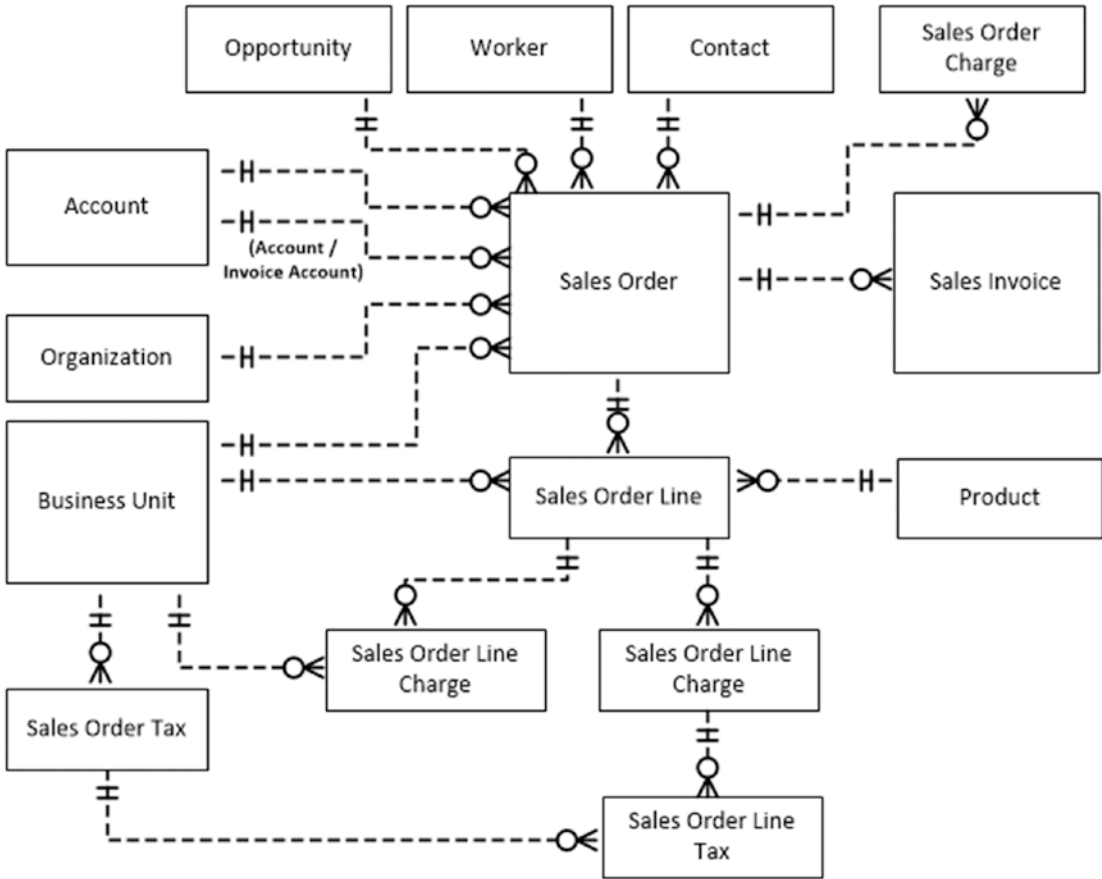 Opportunity
Worker
Contact
Sales Order
Charge
Account
(Account /
Invoice Account)
Sales Order
Sales Invoice
Organization
Business Unit
Sales Order Line
Product
Sales Order Line
Charge
Sales Order Line
Charge
Sales Order Tax
Sales Order Line
Tax